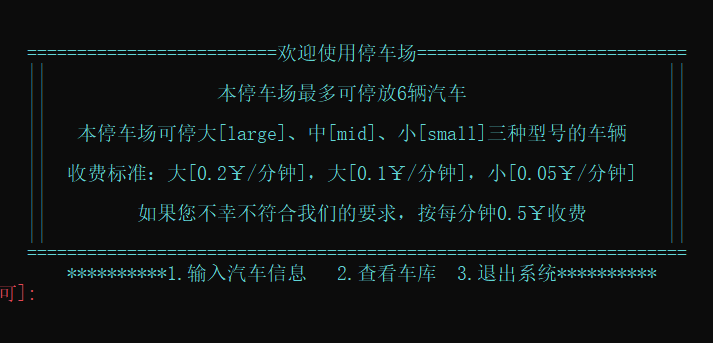 =========================欢迎使用停车场===========================
本停车场最多可停放6辆汽车
本停车场可停大[large]、中[mid]、小[small]三种型号的车辆
收费标准：大[0.2¥/分钟]，大[0.1¥/分钟]，小[0.05¥/分钟]
如果您不幸不符合我们的要求，按每分钟0.5¥收费
==================================================================
**********1.输入汽车信息   2.查看车库  3.退出系统**********
可]: